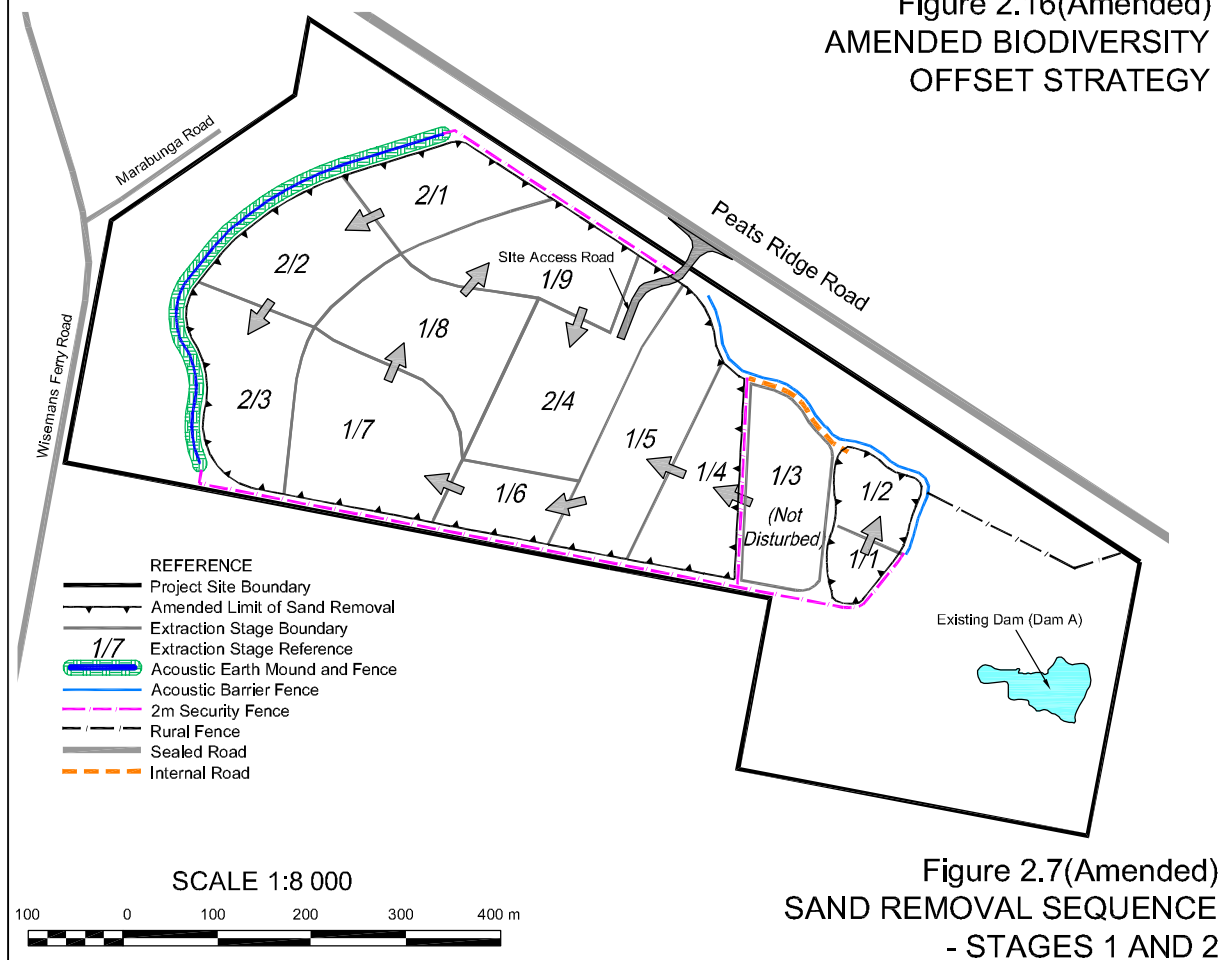 Figure 2.16(Amended)
AMENDED BIODIVERSITY
OFFSET STRATEGY
Marabunga Road
Wisemans Ferry Road
Peats Ridge Road
SIte Access Road
2/1
2/2
1/9
1/8
2/3
2/4
1/7
1/5
1/6
1/4
1/3
(Not
Disturbed)
1/2
1/1
Existing Dam (Dam A)
REFERENCE
Project Site Boundary
Amended Limit of Sand Removal
Extraction Stage Boundary
1/7 Extraction Stage Reference
Acoustic Earth Mound and Fence
Acoustic Barrier Fence
2m Security Fence
Rural Fence
Sealed Road
Internal Road
SCALE 1:8 000
100 0 100 200 300 400 m
Figure 2.7(Amended)
SAND REMOVAL SEQUENCE
- STAGES 1 AND 2